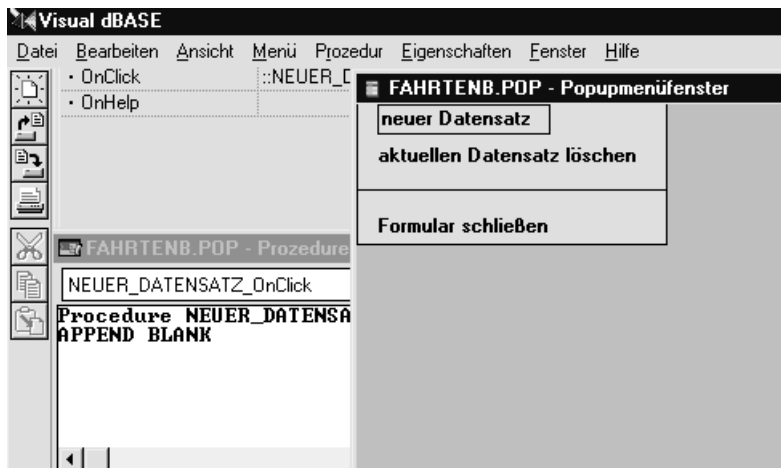 Visual dBASE
Datei Bearbeiten Ansicht Menü Prozedur Eigenschaften Fenster Hilfe
OnClick ::NEUER_D
OnHelp
FAHRTENB.POP - Popupmenüfenster
neuer Datensatz
aktuellen Datensatz löschen
Formular schließen
FAHRTENB.POP - Prozedure
NEUER_DATENSATZ_OnClick
Procedure NEUER_DATENSA
APPEND BLANK